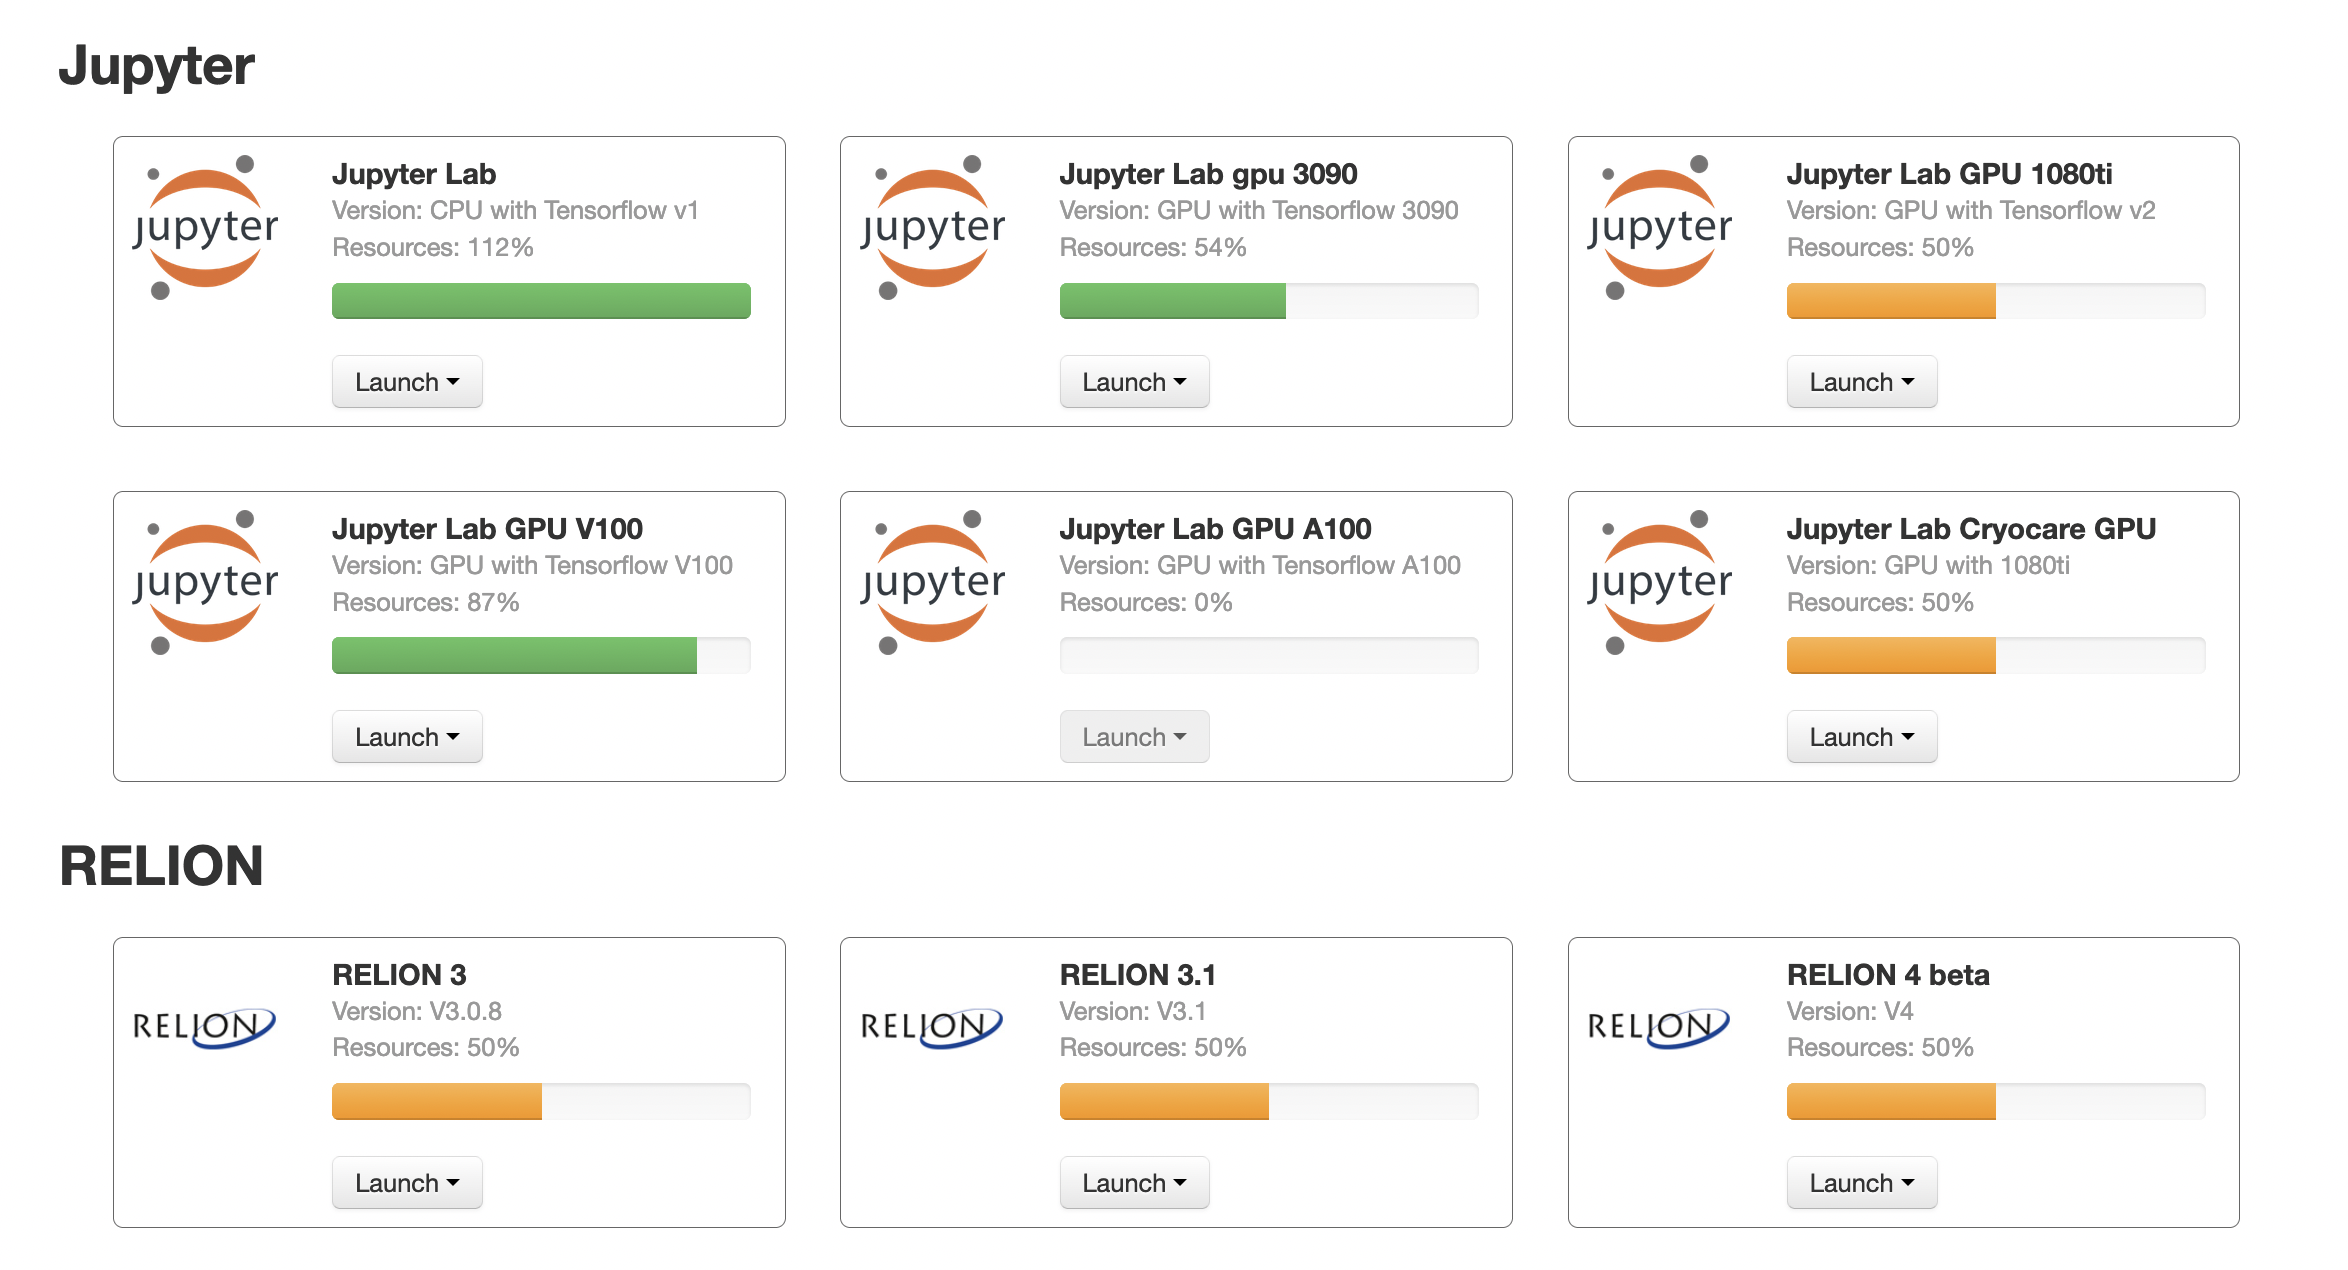 Jupyter
jupyter
Jupyter Lab
Version: CPU with Tensorflow v1
Resources: 112%
Launch
jupyter
Jupyter Lab gpu 3090
Version: GPU with Tensorflow 3090
Resources: 54%
Launch
jupyter
Jupyter Lab GPU 1080ti
Version: GPU with Tensorflow v2
Resources: 50%
Launch
jupyter
Jupyter Lab GPU V100
Version: GPU with Tensorflow V100
Resources: 87%
Launch
jupyter
Jupyter Lab GPU A100
Version: GPU with Tensorflow A100
Resources: 0%
Launch
jupyter
Jupyter Lab Cryocare GPU
Version: GPU with 1080ti
Resources: 50%
Launch
RELION
RELION
RELION 3
Version: V3.0.8
Resources: 50%
Launch
RELION
RELION 3.1
Version: V3.1
Resources: 50%
Launch
RELION
RELION 4 beta
Version: V4
Resources: 50%
Launch